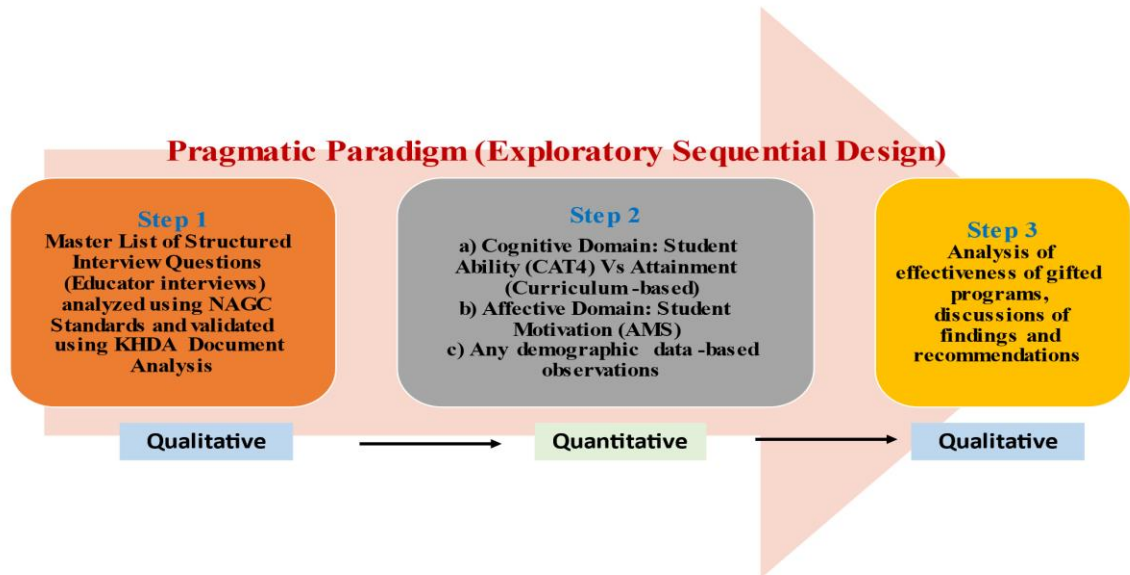 Pragmatic Paradigm (Exploratory Sequential Design)
Step 1
Master List of Structured
Interview Questions
(Educator interviews)
analyzed using NAGC
Standards and validated
using KHDA Document
Analysis
Step 2
a) Cognitive Domain: Student
Ability (CAT4) Vs Attainment
(Curriculum -based)
b) Affective Domain: Student
Motivation (AMS)
c) Any demographic data -based
observations
Step 3
Analysis of
effectiveness of gifted
programs,
discussions of
findings and
recommendations
Qualitative
Quantitative
Qualitative